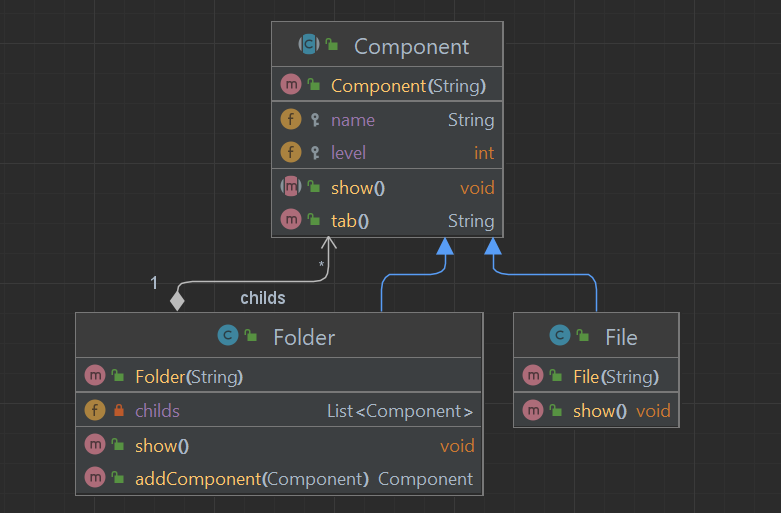 Component
Component(String)
name String
level int
show() void
tab() String
1
*
childs
Folder
Folder(String)
childs List<Component>
show() void
addComponent(Component) Component
File
File(String)
show() void